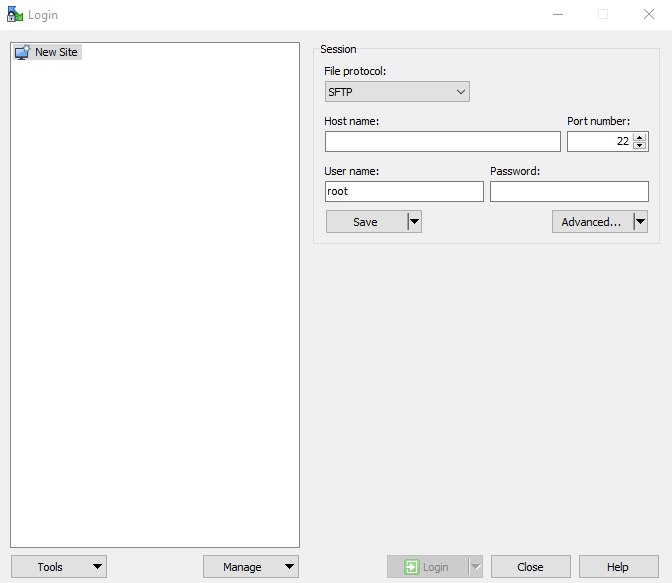 Login
New Site
Session
File protocol:
SFTP
Host name:
Port number:
22
User name:
Password:
root
Save
Advanced...
Tools
Manage
Login
Close
Help